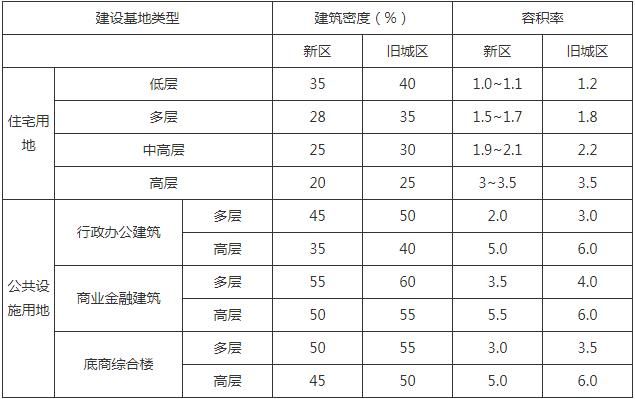 建设基地类型 建筑密度（%） 容积率
新区 旧城区 新区 旧城区
住宅用地 低层 35 40 1.0~1.1 1.2
多层 28 35 1.5~1.7 1.8
中高层 25 30 1.9~2.1 2.2
高层 20 25 3~3.5 3.5
公共设施用地 行政办公建筑 多层 45 50 2.0 3.0
高层 35 40 5.0 6.0
商业金融建筑 多层 55 60 3.5 4.0
高层 50 55 5.5 6.0
底商综合楼 多层 50 55 3.0 3.5
高层 45 50 5.0 6.0